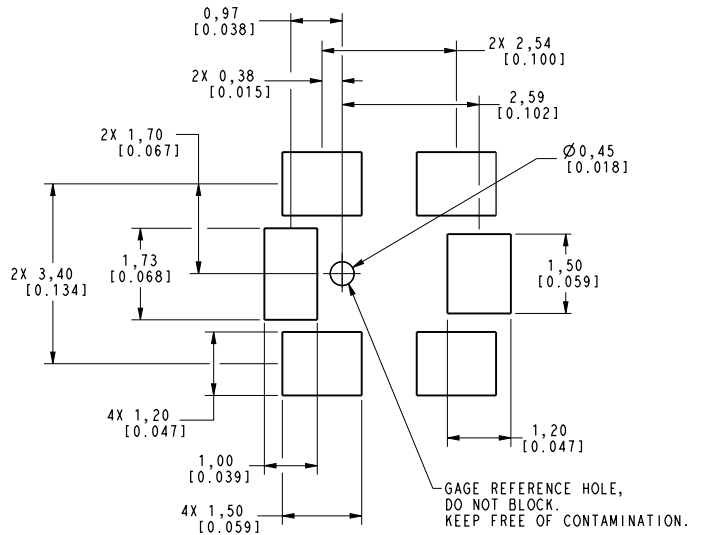 0,97
[0.038]
2X 2,54
[0.100]
2X 0,38
[0.015]
2,59
[0.102]
2X 1,70
[0.067]
Ø0,45
[0.018]
1,73
[0.068]
2X 3,40
[0.134]
1,50
[0.059]
4X 1,20
[0.047]
1,20
[0.047]
1,00
[0.039]
4X 1,50
[0.059]
GAGE REFERENCE HOLE,
DO NOT BLOCK.
KEEP FREE OF CONTAMINATION.